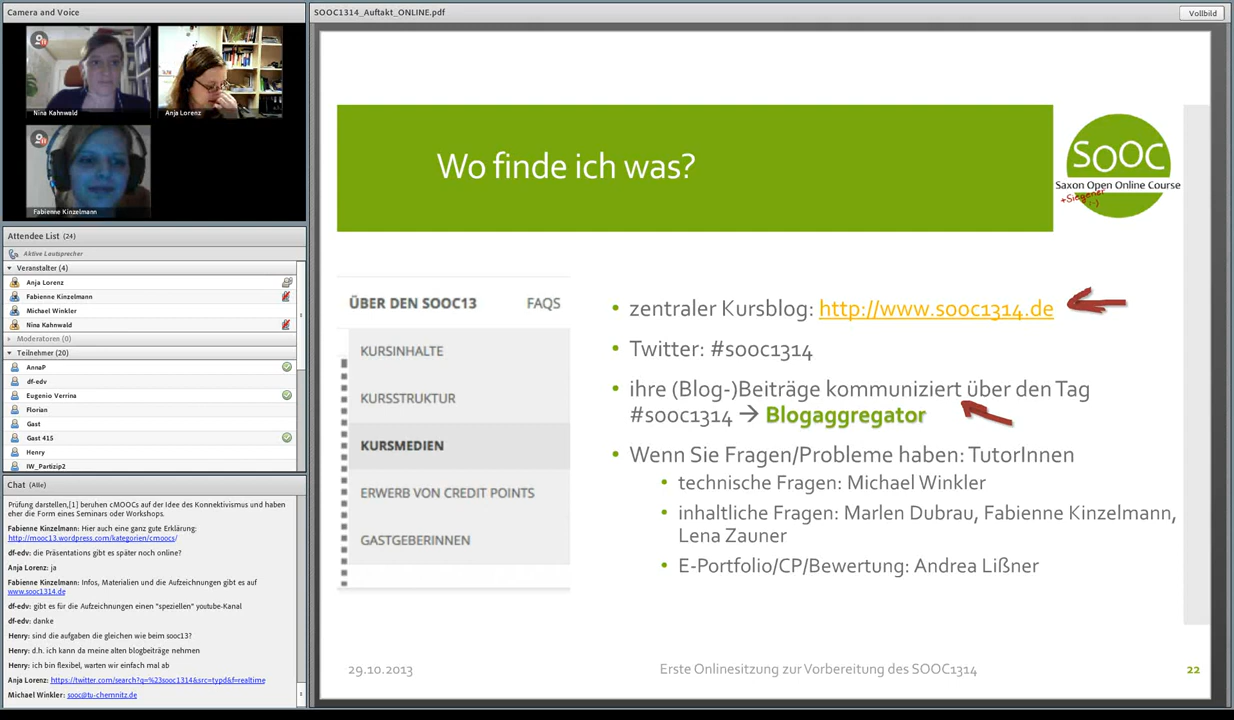 Camera and Voice
Nina Kahnwald
Anja Lorenz
Fabienne Kinzelmann
Attendee List (24)
Aktive Lautsprecher
Veranstalter (4)
Anja Lorenz
Fabienne Kinzelmann
Michael Winkler
Nina Kahnwald
Moderatoren (0)
Teilnehmer (20)
AnnaP
df-edv
Eugenio Verrina
Florian
Gast
Gast 415
Henry
IW_Partizip2
Chat (Alle)
Prüfung darstellen,[1] beruhen cMOOCs auf der Idee des Konnektivismus und haben
eher die Form eines Seminars oder Workshops.
Fabienne Kinzelmann: Hier auch eine ganz gute Erklärung:
http://mooc13.wordpress.com/kategorien/cmoocs/
df-edv: die Präsentations gibt es später noch online?
Anja Lorenz: ja
Fabienne Kinzelmann: Infos, Materialien und die Aufzeichnungen gibt es auf
www.sooc1314.de
df-edv: gibt es für die Aufzeichnungen einen "speziellen" youtube-Kanal
df-edv: danke
Henry: sind die aufgaben die gleichen wie beim sooc13?
Henry: d.h. ich kann da meine alten blogbeiträge nehmen
Henry: ich bin flexibel, warten wir einfach mal ab
Anja Lorenz: https://twitter.com/search?q=%23sooc1314&src=typd&f=realtime
Michael Winkler: sooc@tu-chemnitz.de
SOOC1314_Auftakt_ONLINE.pdf
Vollbild
Wo finde ich was?
SOOC
Saxon Open Online Course
+Siegener
:-)
ÜBER DEN SOOC13 FAQS
KURSINHALTE
KURSSTRUKTUR
KURSMEDIEN
ERWERB VON CREDIT POINTS
GASTGEBERINNEN
• zentraler Kursblog: http://www.sooc1314.de
• Twitter: #sooc1314
• ihre (Blog-)Beiträge kommuniziert über den Tag
#sooc1314 → Blogaggregator
• Wenn Sie Fragen/Probleme haben: TutorInnen
• technische Fragen: Michael Winkler
• inhaltliche Fragen: Marlen Dubrau, Fabienne Kinzelmann,
Lena Zauner
• E-Portfolio/CP/Bewertung: Andrea Lißner
29.10.2013
Erste Onlinesitzung zur Vorbereitung des SOOC1314
22